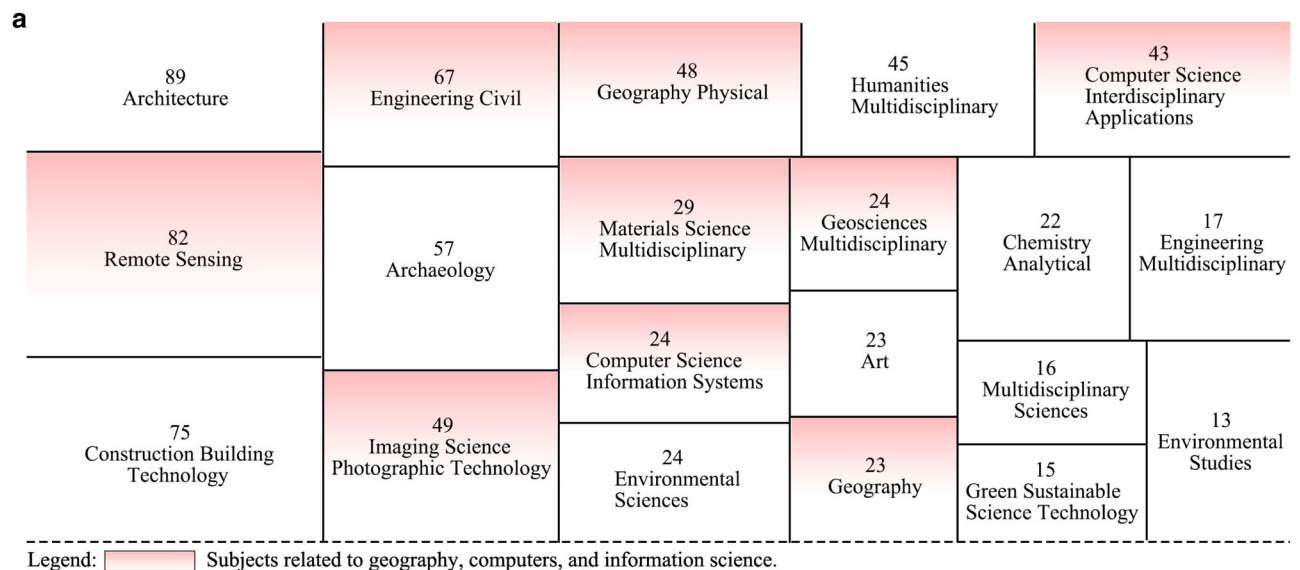 a
89
Architecture
67
Engineering Civil
48
Geography Physical
45
Humanities
Multidisciplinary
43
Computer Science
Interdisciplinary
Applications
82
Remote Sensing
57
Archaeology
29
Materials Science
Multidisciplinary
24
Geosciences
Multidisciplinary
22
Chemistry
Analytical
17
Engineering
Multidisciplinary
24
Computer Science
Information Systems
23
Art
16
Multidisciplinary
Sciences
13
Environmental
Studies
75
Construction Building
Technology
49
Imaging Science
Photographic Technology
24
Environmental
Sciences
23
Geography
15
Green Sustainable
Science Technology
Legend: Subjects related to geography, computers, and information science.